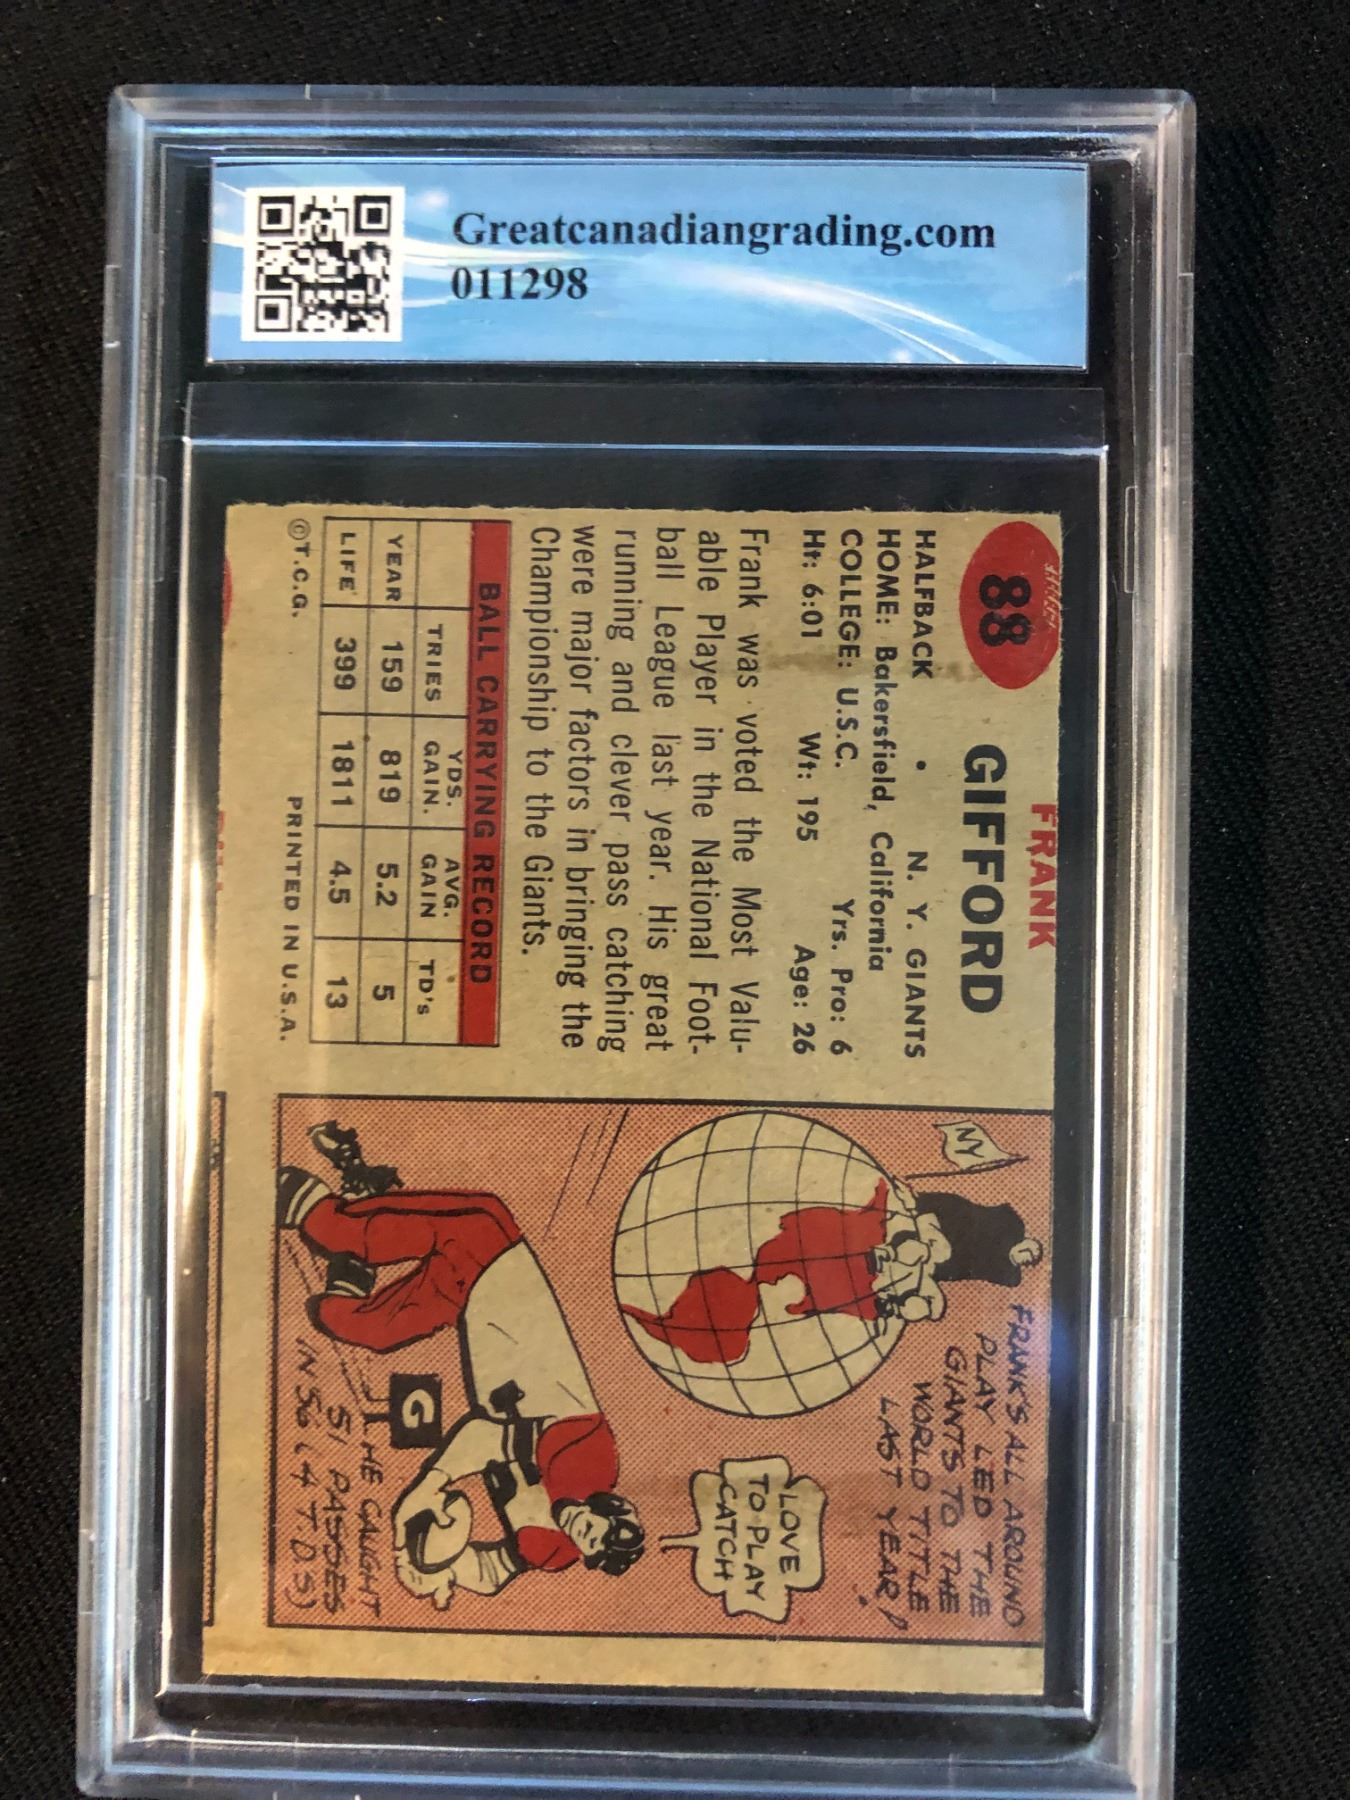 Greatcanadiangrading.com
011298
88
FRANK
GIFFORD
HALFBACK • N. Y. GIANTS
HOME: Bakersfield, California
COLLEGE: U.S.C. Yrs. Pro: 6
Ht: 6:01 Wt: 195 Age: 26
Frank was voted the Most Valu-
able Player in the National Foot-
ball League last year. His great
running and clever pass catching
were major factors in bringing the
Championship to the Giants.
BALL CARRYING RECORD
TRIES YDS. GAIN. AVG. GAIN TD's
YEAR 159 819 5.2 5
LIFE 399 1811 4.5 13
©T.C.G. PRINTED IN U.S.A.
NY
FRANK'S ALL AROUND
PLAY LED THE
GIANTS TO THE
WORLD TITLE
LAST YEAR!
I LOVE
TO PLAY
CATCH
G
HE CAUGHT
51 PASSES
IN 56 (4 T.D'S)